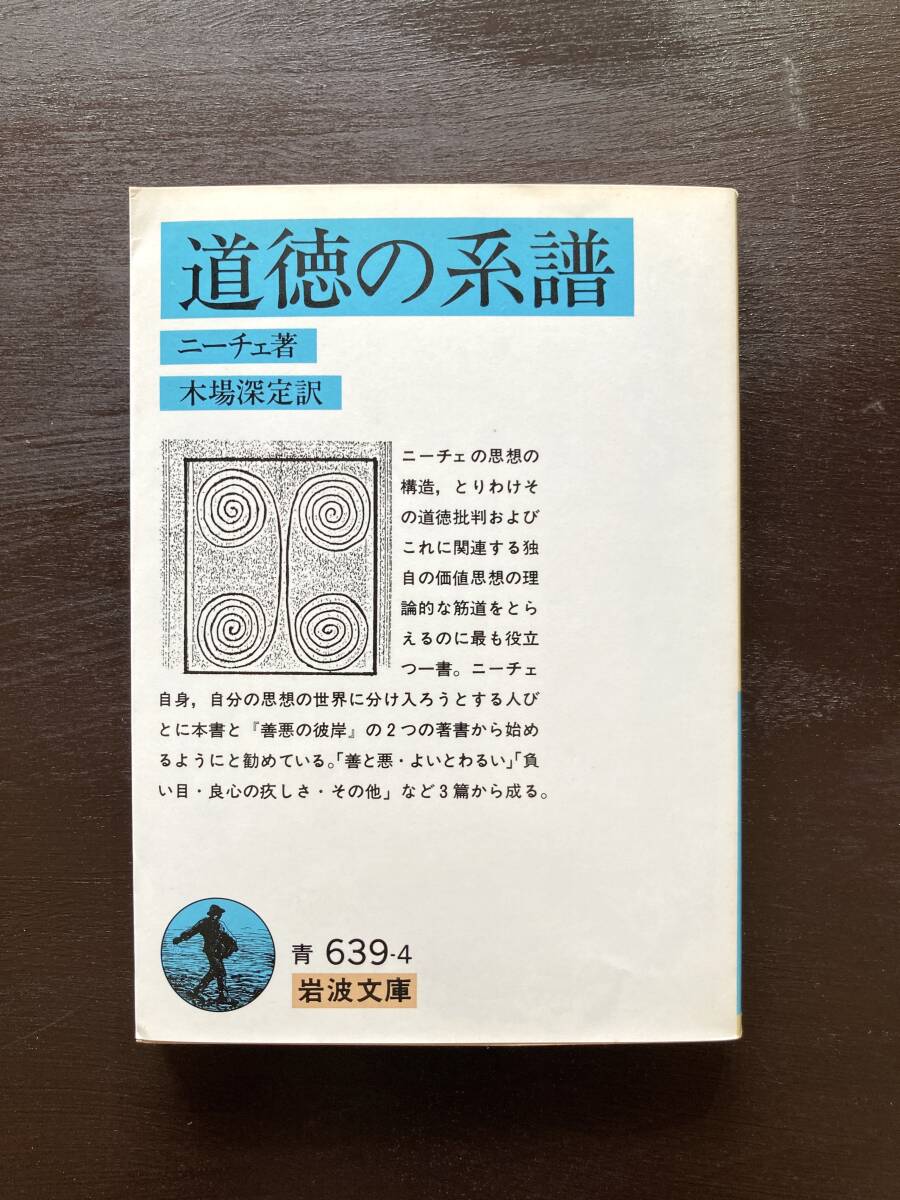 道徳の系譜
ニーチェ著
木場深定訳
ニーチェの思想の
構造，とりわけそ
の道徳批判および
これに関連する独
自の価値思想の理
論的な筋道をとら
えるのに最も役立
つ一書。ニーチェ
自身，自分の思想の世界に分け入ろうとする人び
とに本書と『善悪の彼岸』の２つの著書から始め
るようにと勧めている。「善と悪・よいとわるい」「負
い目・良心の疚しさ・その他」など３篇から成る。
青 639-4
岩波文庫